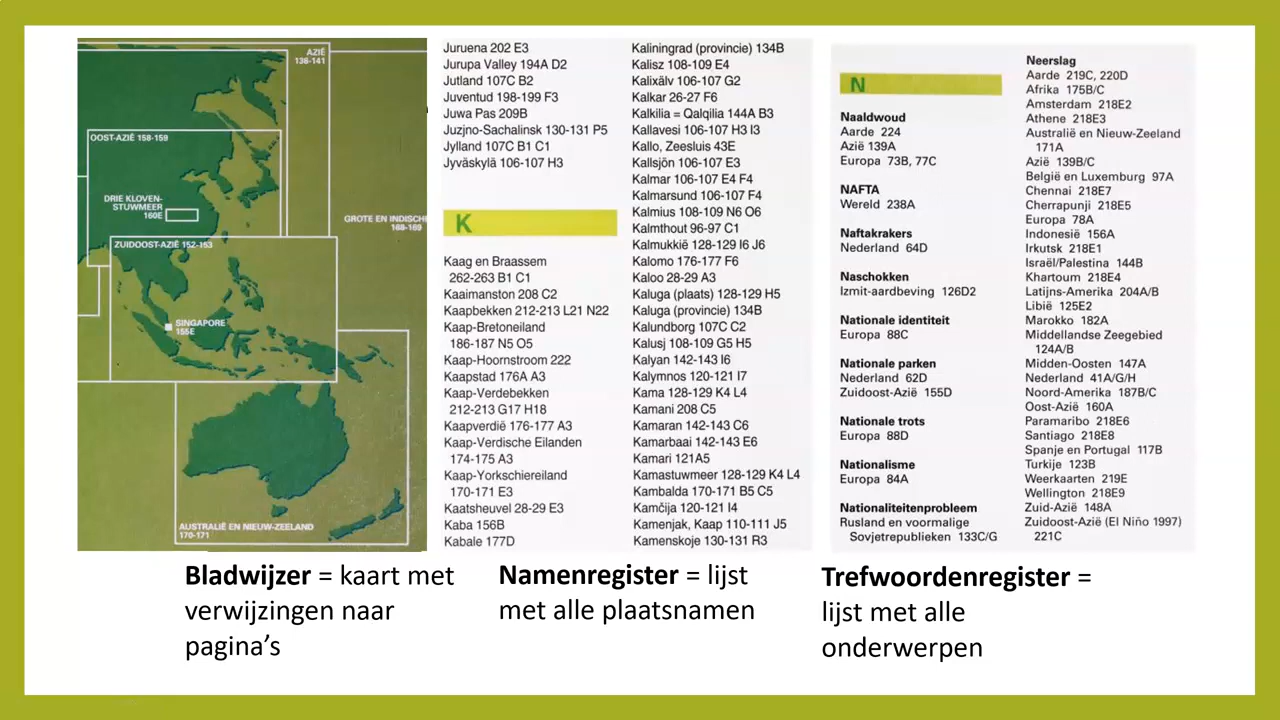 AZIË
138-141
OOST-AZIË 158-159
DRIE KLOVEN-
STUWMEER
160E
GROTE EN INDISCHE
168-169
ZUIDOOST-AZIË 152-153
SINGAPORE
155E
AUSTRALIË EN NIEUW-ZEELAND
170-171
Juruena 202 E3
Jurupa Valley 194A D2
Jutland 107C B2
Juventud 198-199 F3
Juwa Pas 209B
Juzjno-Sachalinsk 130-131 P5
Jylland 107C B1 C1
Jyväskylä 106-107 H3
K
Kaag en Braassem
262-263 B1 C1
Kaaimanston 208 C2
Kaapbekken 212-213 L21 N22
Kaap-Bretoneiland
186-187 N5 O5
Kaap-Hoornstroom 222
Kaapstad 176A A3
Kaap-Verdebekken
212-213 G17 H18
Kaapverdië 176-177 A3
Kaap-Verdische Eilanden
174-175 A3
Kaap-Yorkschiereiland
170-171 E3
Kaatsheuvel 28-29 E3
Kaba 156B
Kabale 177D
Kaliningrad (provincie) 134B
Kalisz 108-109 E4
Kalixälv 106-107 G2
Kalkar 26-27 F6
Kalkilia = Qalqilia 144A B3
Kallavesi 106-107 H3 I3
Kallo, Zeesluis 43E
Kallsjön 106-107 E3
Kalmar 106-107 E4 F4
Kalmarsund 106-107 F4
Kalmius 108-109 N6 O6
Kalmthout 96-97 C1
Kalmukkië 128-129 I6 J6
Kalomo 176-177 F6
Kaloo 28-29 A3
Kaluga (plaats) 128-129 H5
Kaluga (provincie) 134B
Kalundborg 107C C2
Kalusj 108-109 G5 H5
Kalyan 142-143 I6
Kalymnos 120-121 I7
Kama 128-129 K4 L4
Kamani 208 C5
Kamaran 142-143 C6
Kamarbaai 142-143 E6
Kamari 121A5
Kamastuwmeer 128-129 K4 L4
Kambalda 170-171 B5 C5
Kamčija 120-121 I4
Kamenjak, Kaap 110-111 J5
Kamenskoje 130-131 R3
N
Naaldwoud
Aarde 224
Azië 139A
Europa 73B, 77C
NAFTA
Wereld 238A
Naftakrakers
Nederland 64D
Naschokken
Izmit-aardbeving 126D2
Nationale identiteit
Europa 88C
Nationale parken
Nederland 62D
Zuidoost-Azië 155D
Nationale trots
Europa 88D
Nationalisme
Europa 84A
Nationaliteitenprobleem
Rusland en voormalige
Sovjetrepublieken 133C/G
Neerslag
Aarde 219C, 220D
Afrika 175B/C
Amsterdam 218E2
Athene 218E3
Australië en Nieuw-Zeeland
171A
Azië 139B/C
België en Luxemburg 97A
Chennai 218E7
Cherrapunji 218E5
Europa 78A
Indonesië 156A
Irkutsk 218E1
Israël/Palestina 144B
Khartoum 218E4
Latijns-Amerika 204A/B
Libië 125E2
Marokko 182A
Middellandse Zeegebied
124A/B
Midden-Oosten 147A
Nederland 41A/G/H
Noord-Amerika 187B/C
Oost-Azië 160A
Paramaribo 218E6
Santiago 218E8
Spanje en Portugal 117B
Turkije 123B
Weerkaarten 219E
Wellington 218E9
Zuid-Azië 148A
Zuidoost-Azië (El Niño 1997)
221C
Bladwijzer = kaart met
verwijzingen naar
pagina's
Namenregister = lijst
met alle plaatsnamen
Trefwoordenregister =
lijst met alle
onderwerpen